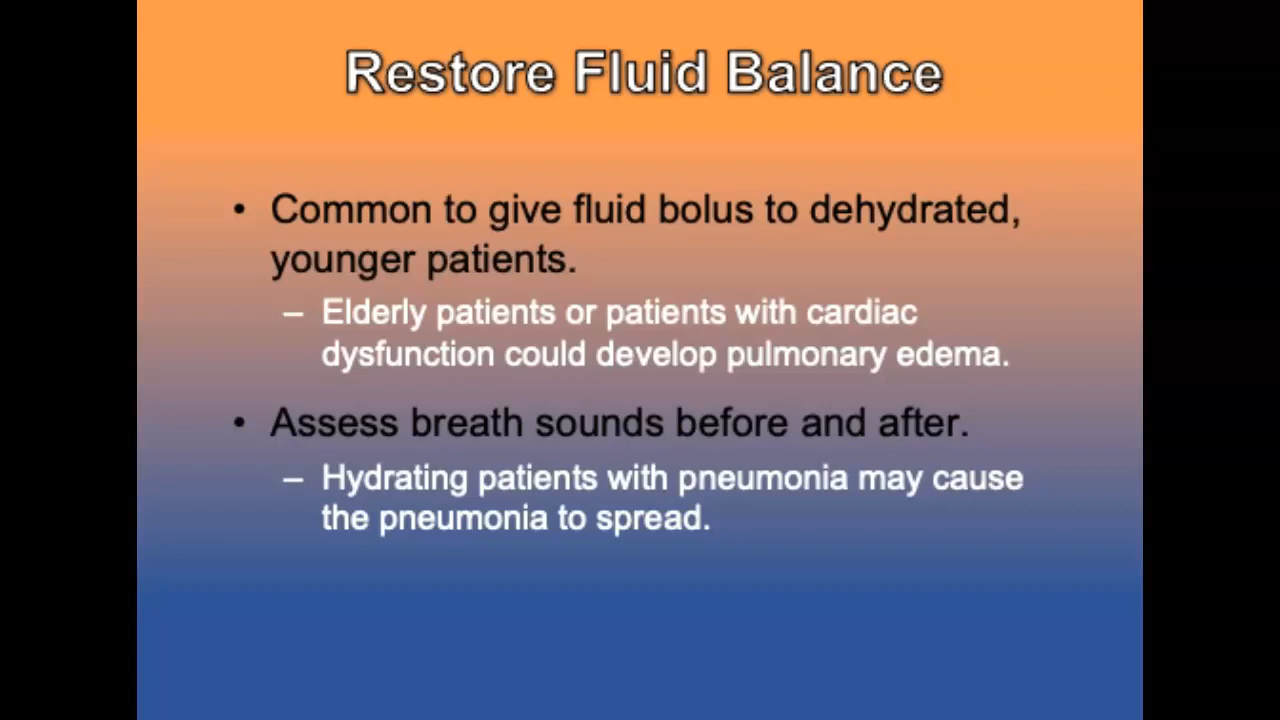 Restore Fluid Balance
• Common to give fluid bolus to dehydrated,
younger patients.
– Elderly patients or patients with cardiac
dysfunction could develop pulmonary edema.
• Assess breath sounds before and after.
– Hydrating patients with pneumonia may cause
the pneumonia to spread.